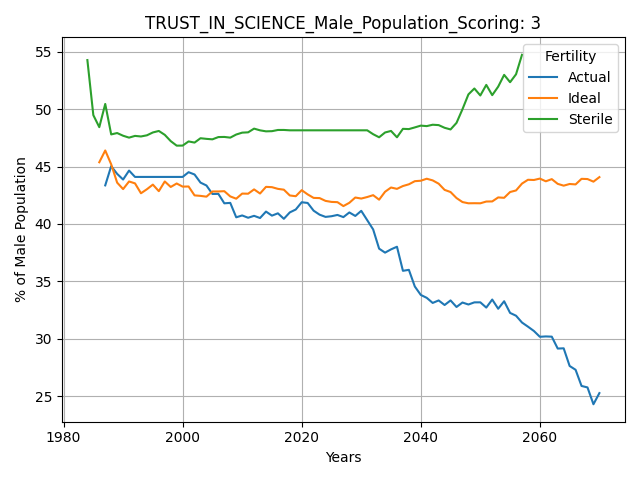 TRUST_IN_SCIENCE_Male_Population_Scoring: 3
Fertility
Actual
Ideal
Sterile
% of Male Population
55
50
45
40
35
30
25
1980
2000
2020
2040
2060
Years